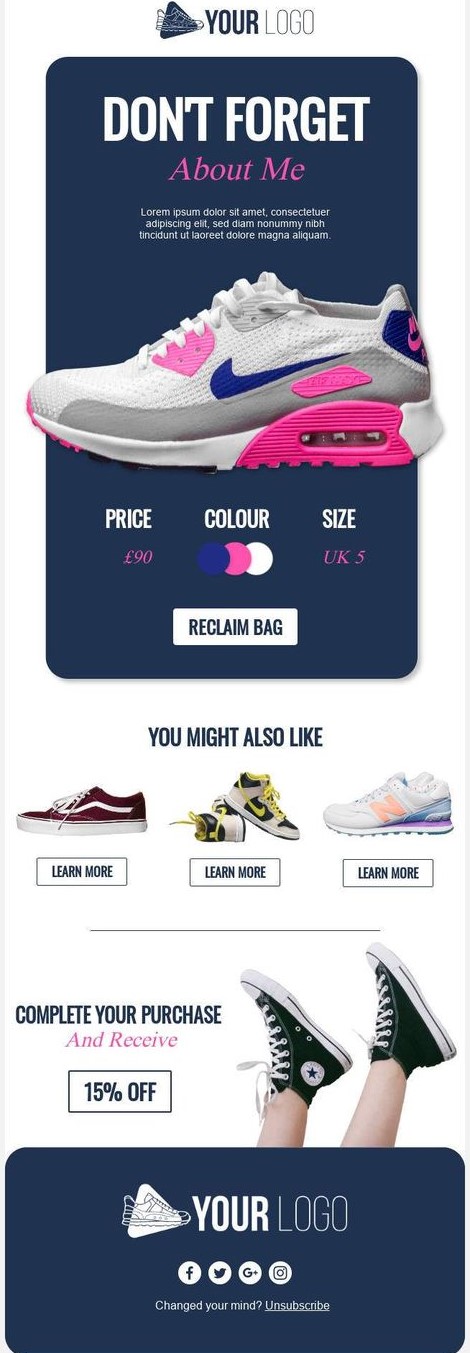 YOUR LOGO
DON'T FORGET
About Me
Lorem ipsum dolor sit amet, consectetuer
adipiscing elit, sed diam nonummy nibh
tincidunt ut laoreet dolore magna aliquam.
PRICE COLOUR SIZE
£90 UK 5
RECLAIM BAG
YOU MIGHT ALSO LIKE
LEARN MORE LEARN MORE LEARN MORE
COMPLETE YOUR PURCHASE
And Receive
15% OFF
YOUR LOGO
Changed your mind? Unsubscribe